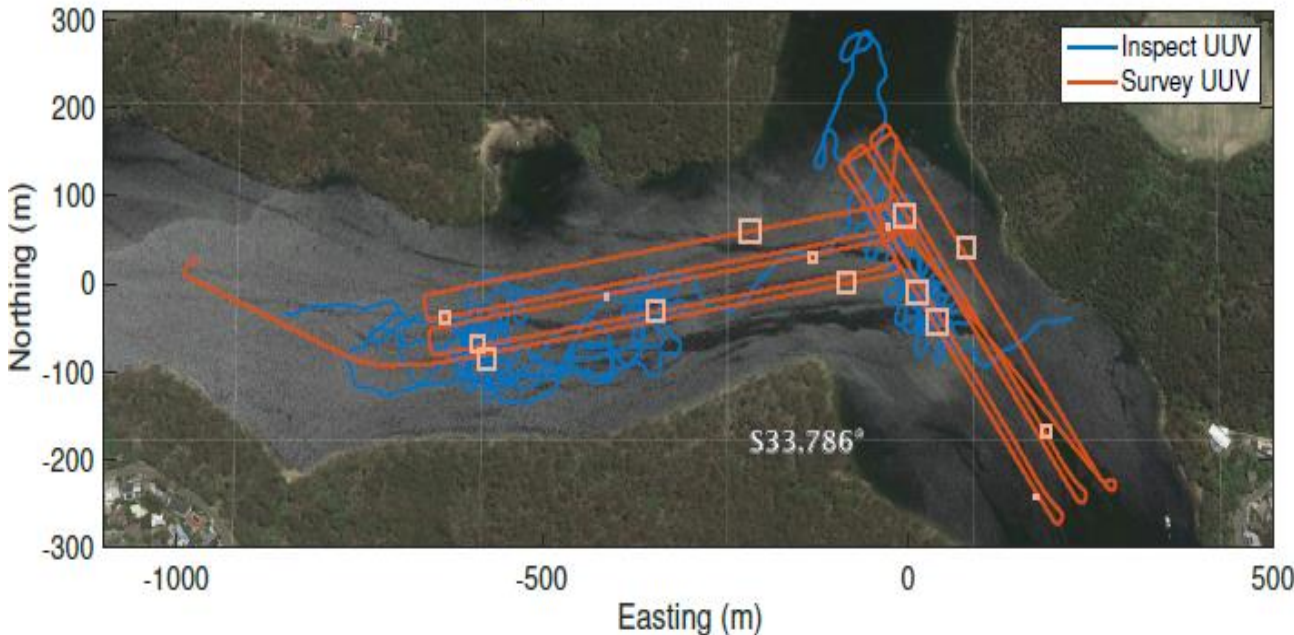 300
200
100
0
-100
-200
-300
Northing (m)
Inspect UUV
Survey UUV
S33.786°
-1000
-500
0
500
Easting (m)